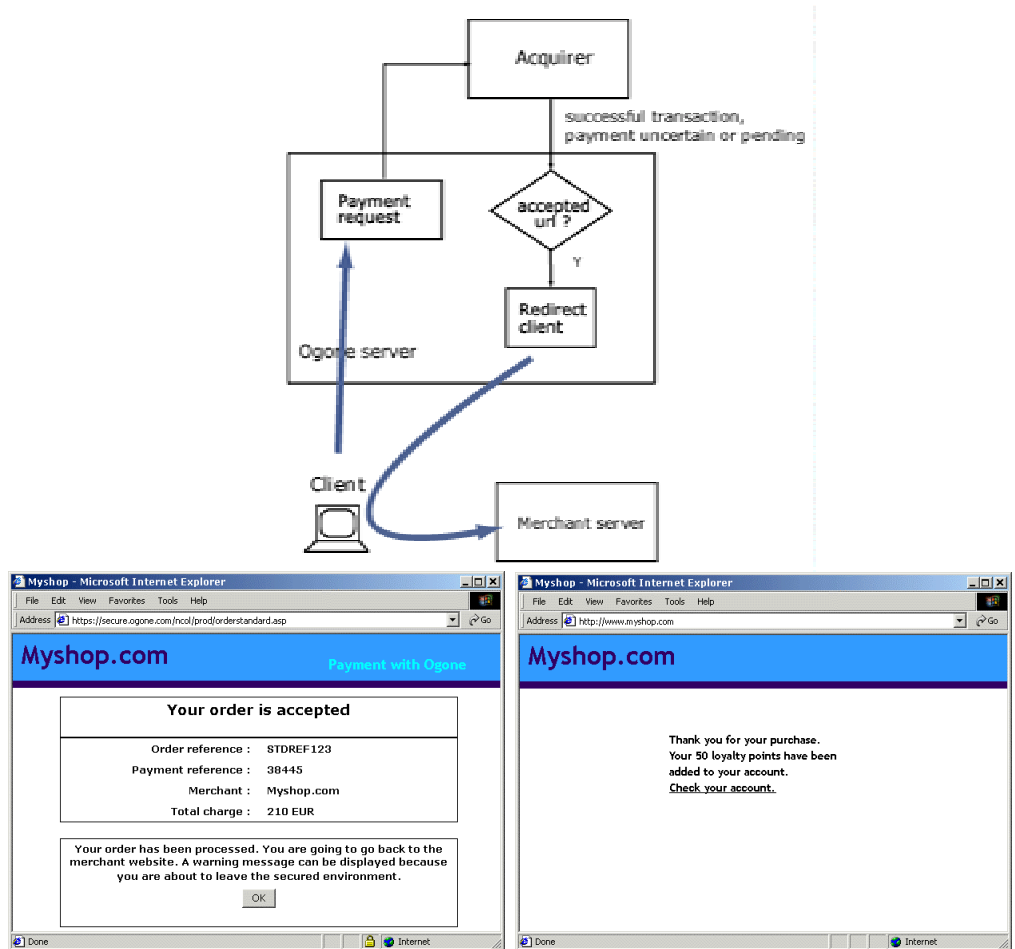 Acquirer
successful transaction,
payment uncertain or pending
Payment
request
accepted
url ?
Y
Redirect
client
Ogone server
Client
Merchant server
Myshop - Microsoft Internet Explorer
File Edit View Favorites Tools Help
Address https://secure.ogone.com/ncol/prod/orderstandard.asp Go
Myshop.com
Payment with Ogone
Your order is accepted
Order reference : STDREF123
Payment reference : 38445
Merchant : Myshop.com
Total charge : 210 EUR
Your order has been processed. You are going to go back to the
merchant website. A warning message can be displayed because
you are about to leave the secured environment.
OK
Done Internet
Myshop - Microsoft Internet Explorer
File Edit View Favorites Tools Help
Address http://www.myshop.com Go
Myshop.com
Thank you for your purchase.
Your 50 loyalty points have been
added to your account.
Check your account.
Done Internet